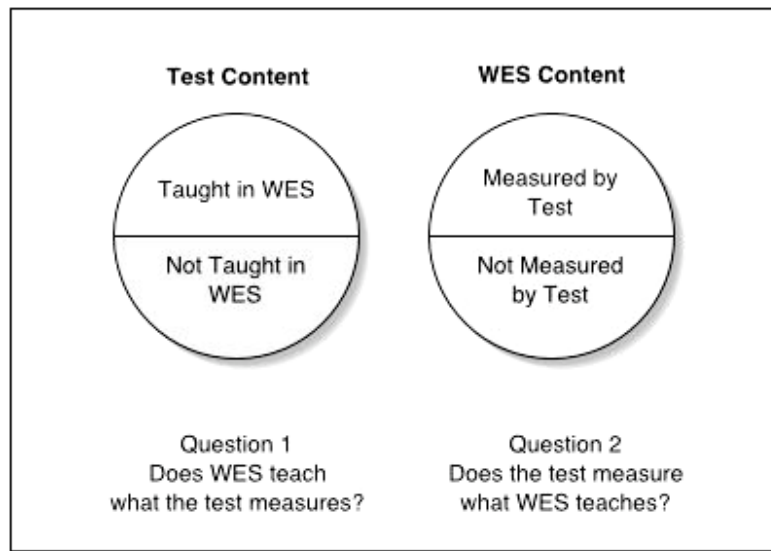 Test Content
Taught in WES
Not Taught in
WES
Question 1
Does WES teach
what the test measures?
WES Content
Measured by
Test
Not Measured
by Test
Question 2
Does the test measure
what WES teaches?